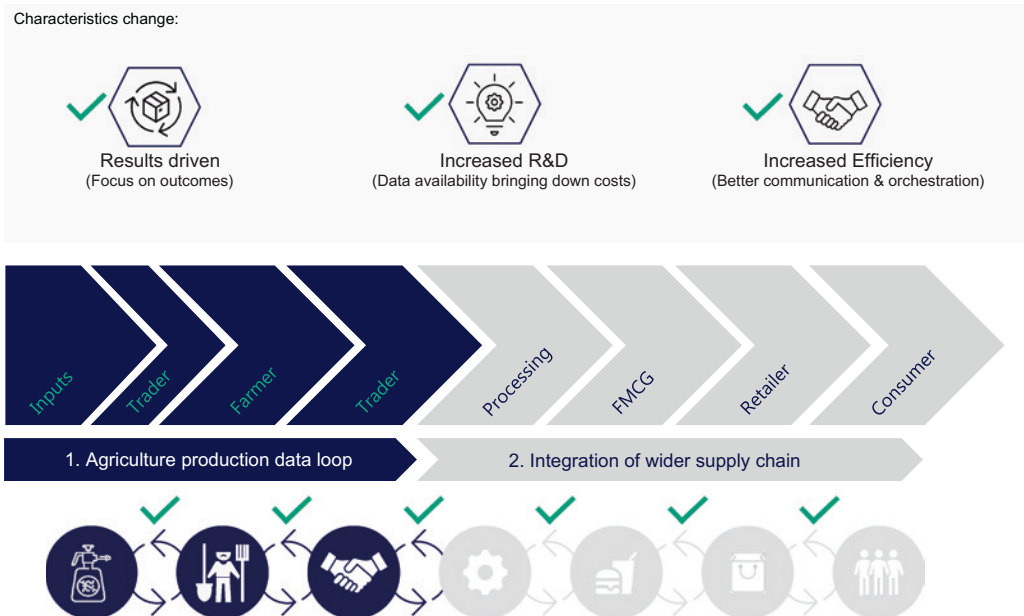 Characteristics change:
Results driven
(Focus on outcomes)
Increased R&D
(Data availability bringing down costs)
Increased Efficiency
(Better communication & orchestration)
Inputs
Trader
Farmer
Trader
Processing
FMCG
Retailer
Consumer
1. Agriculture production data loop
2. Integration of wider supply chain